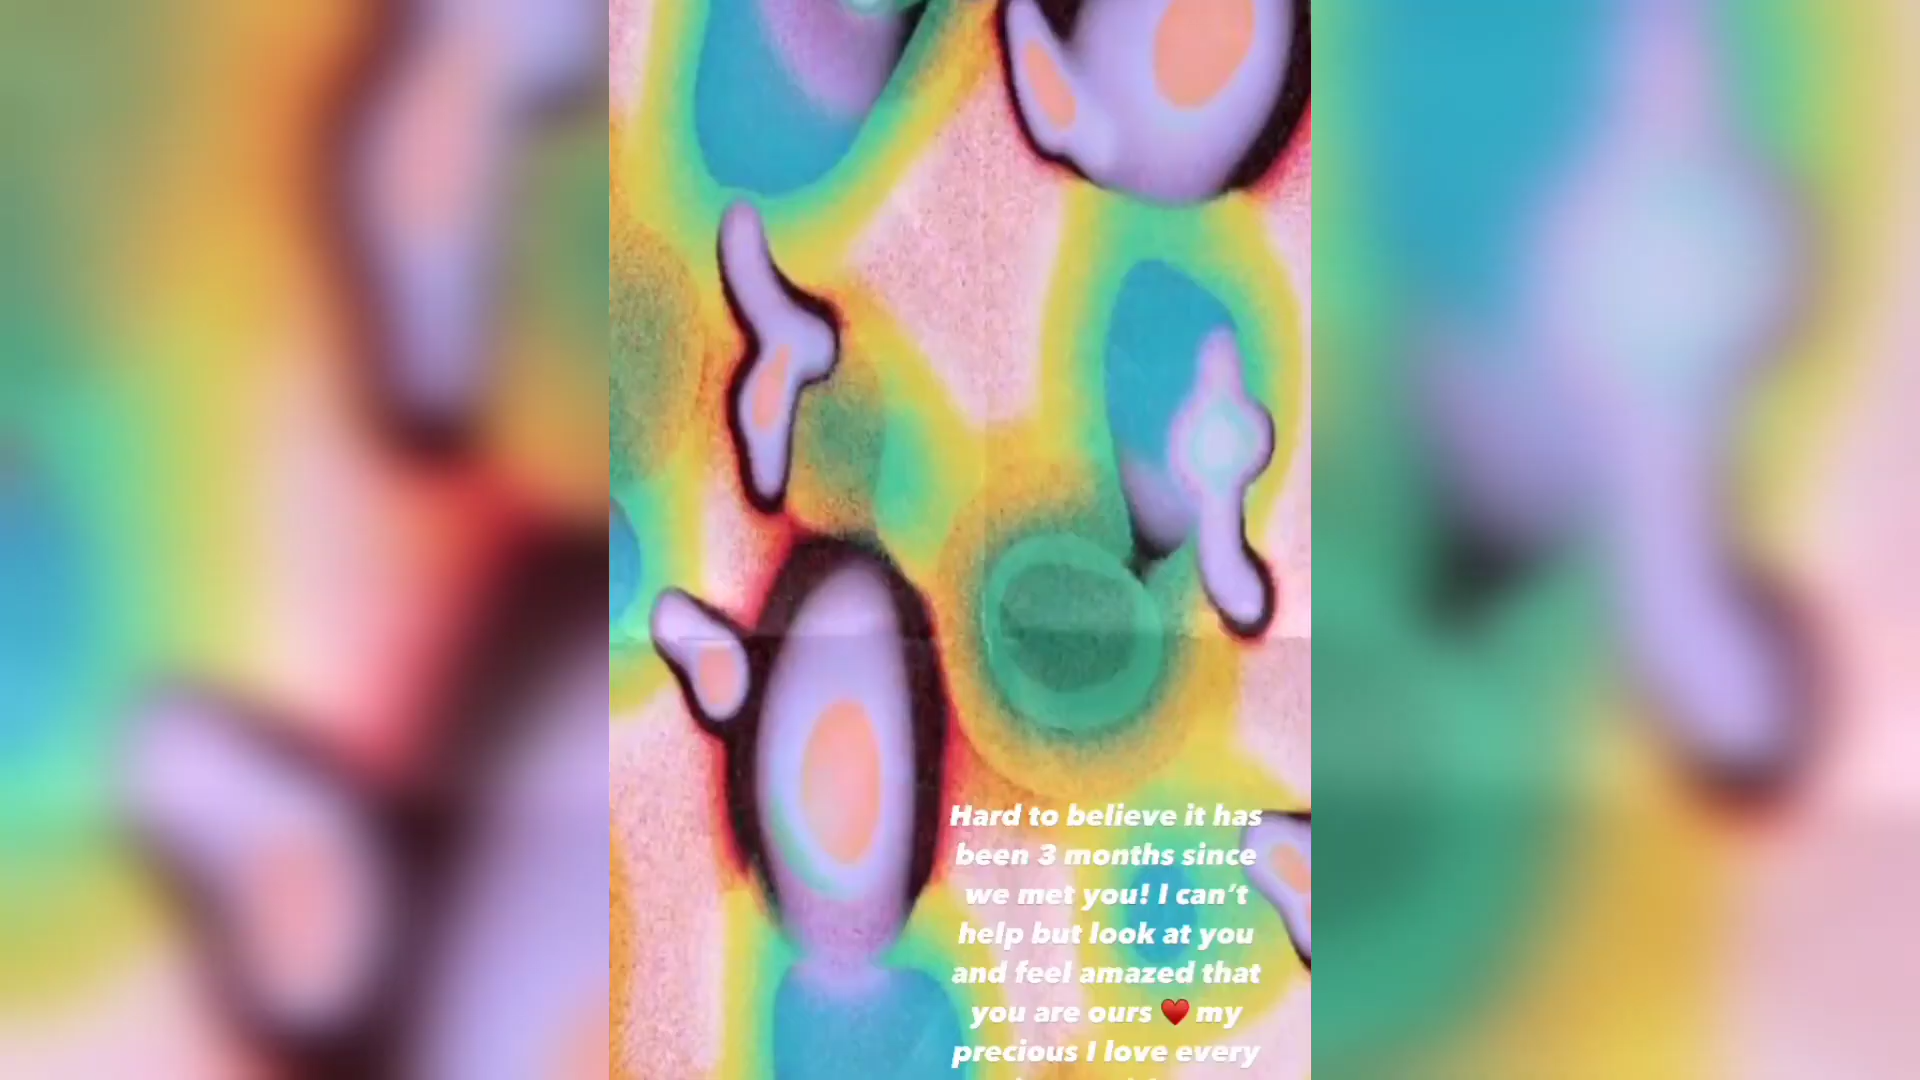 Hard to believe it has
been 3 months since
we met you! I can’t
help but look at you
and feel amazed that
you are ours ♥️ my
precious I love every